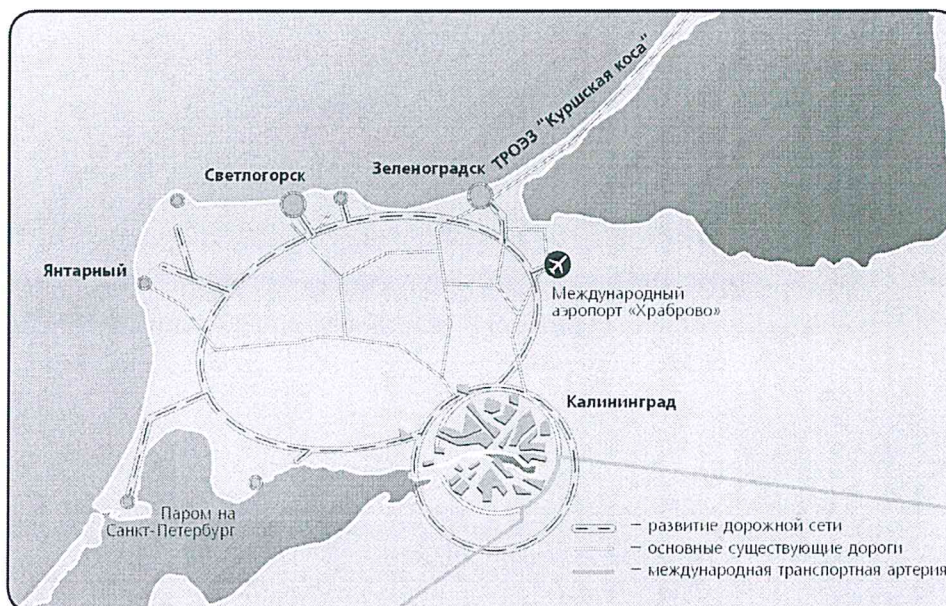 ТРОЭЗ "Куршская коса"
Зеленоградск
Светлогорск
Янтарный
Международный
аэропорт «Храброво»
Калининград
Паром на
Санкт-Петербург
– развитие дорожной сети
– основные существующие дороги
– международная транспортная артерия